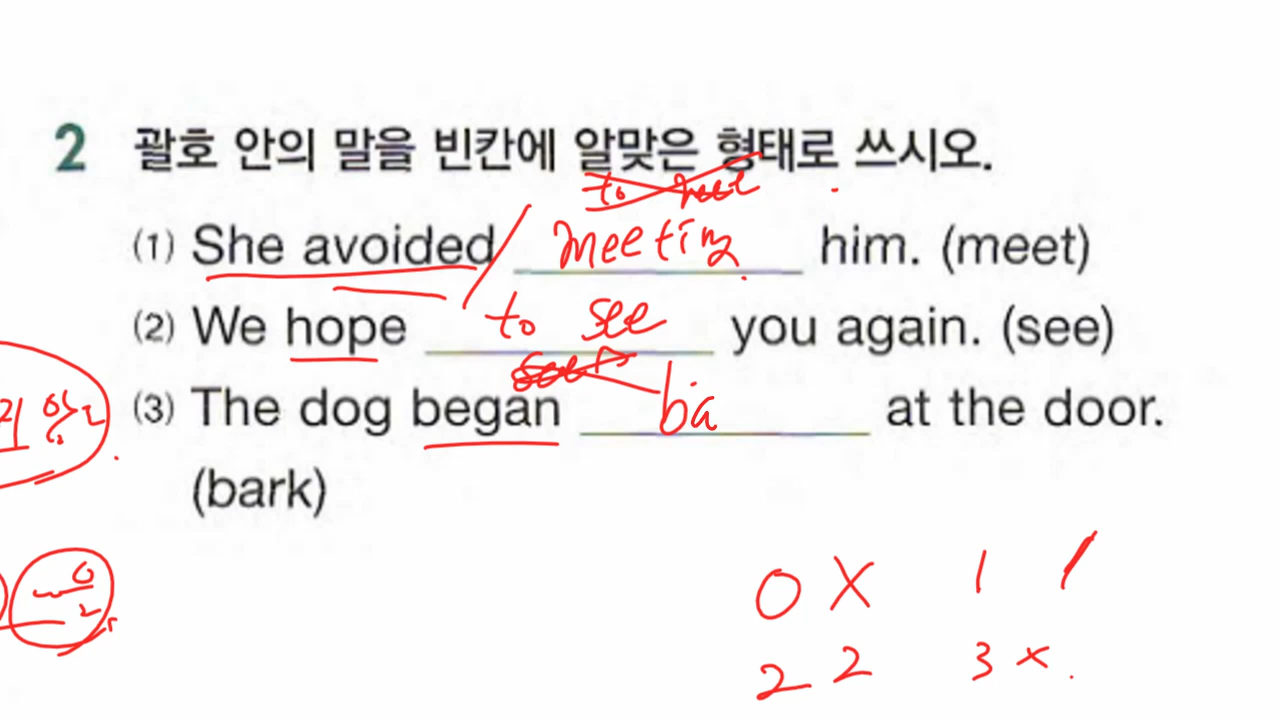 2 괄호 안의 말을 빈칸에 알맞은 형태로 쓰시오.
to meet
(1) She avoided / meeting him. (meet)
(2) We hope to see you again. (see)
(3) The dog began ba at the door.
(bark)
O X 1 /
2 2 3 x.